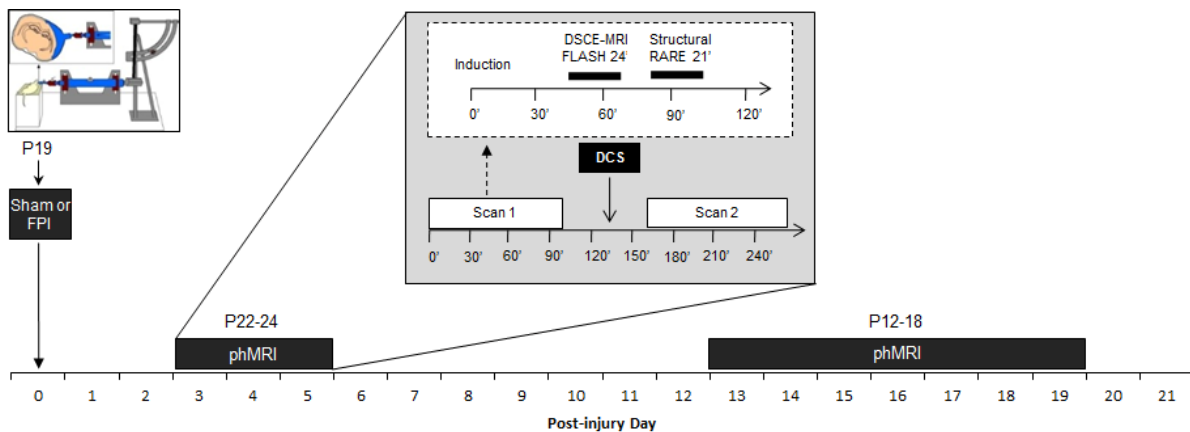 P19
Sham or
FPI
DSCE-MRI
FLASH 24'
Structural
RARE 21'
Induction
0' 30' 60' 90' 120'
DCS
Scan 1
Scan 2
0' 30' 60' 90' 120' 150' 180' 210' 240'
P22-24
phMRI
P12-18
phMRI
0 1 2 3 4 5 6 7 8 9 10 11 12 13 14 15 16 17 18 19 20 21
Post-injury Day